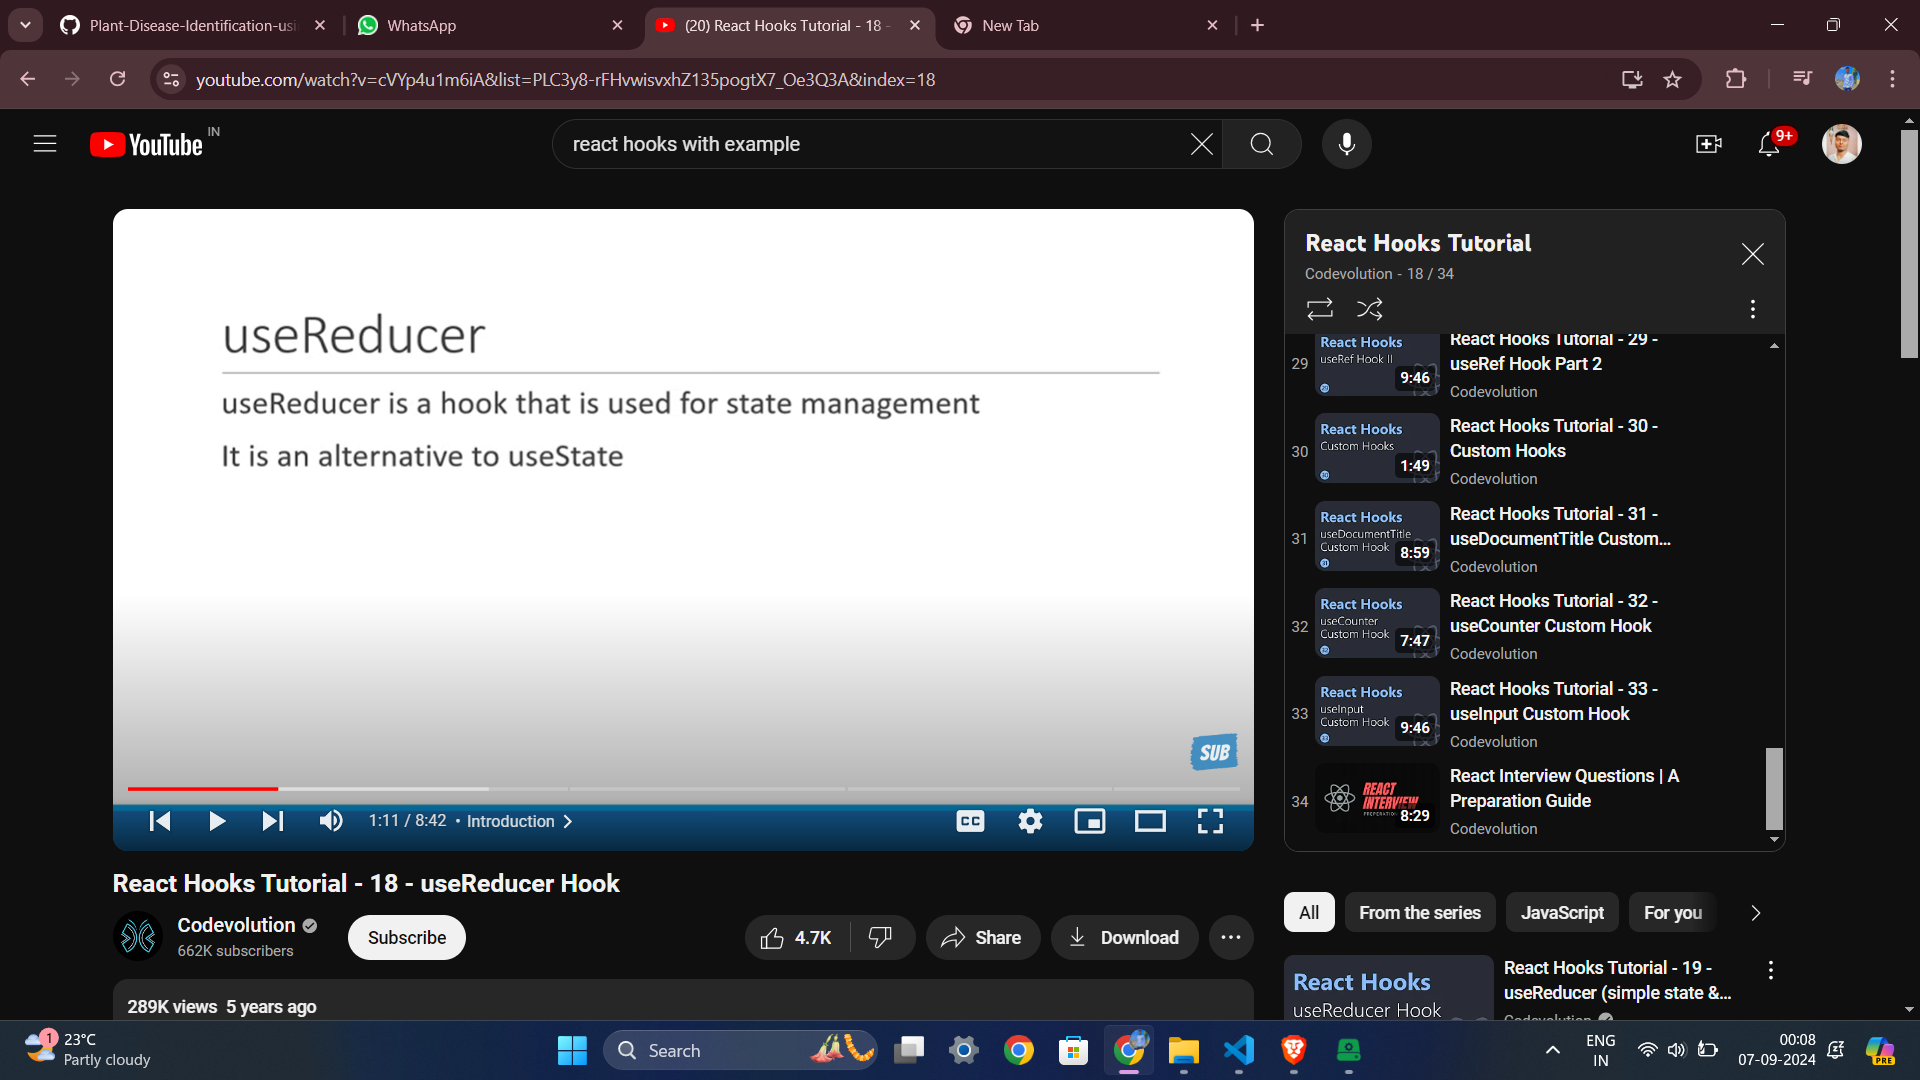 Plant-Disease-Identification-usi
WhatsApp
(20) React Hooks Tutorial - 18 -
New Tab
youtube.com/watch?v=cVYp4u1m6iA&list=PLC3y8-rFHvwisvxhZ135pogtX7_Oe3Q3A&index=18
YouTube IN
react hooks with example
9+
useReducer
useReducer is a hook that is used for state management
It is an alternative to useState
SUB
1:11 / 8:42 • Introduction
CC
React Hooks Tutorial - 18 - useReducer Hook
Codevolution
662K subscribers
Subscribe
4.7K
Share
Download
289K views 5 years ago
React Hooks Tutorial
Codevolution - 18 / 34
29
React Hooks
useRef Hook II
29
9:46
React Hooks Tutorial - 29 -
useRef Hook Part 2
Codevolution
30
React Hooks
Custom Hooks
30
1:49
React Hooks Tutorial - 30 -
Custom Hooks
Codevolution
31
React Hooks
useDocumentTitle
Custom Hook
31
8:59
React Hooks Tutorial - 31 -
useDocumentTitle Custom...
Codevolution
32
React Hooks
useCounter
Custom Hook
32
7:47
React Hooks Tutorial - 32 -
useCounter Custom Hook
Codevolution
33
React Hooks
useInput
Custom Hook
33
9:46
React Hooks Tutorial - 33 -
useInput Custom Hook
Codevolution
34
REACT
INTERVIEW
PREPARATION
8:29
React Interview Questions | A
Preparation Guide
Codevolution
All
From the series
JavaScript
For you
React Hooks
useReducer Hook
React Hooks Tutorial - 19 -
useReducer (simple state &...
Codevolution
1
23°C
Partly cloudy
Search
ENG
IN
00:08
07-09-2024
PRE